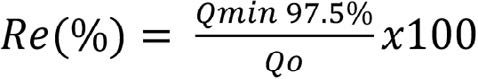 Re(%) = Qmin 97.5%
Qo
x100